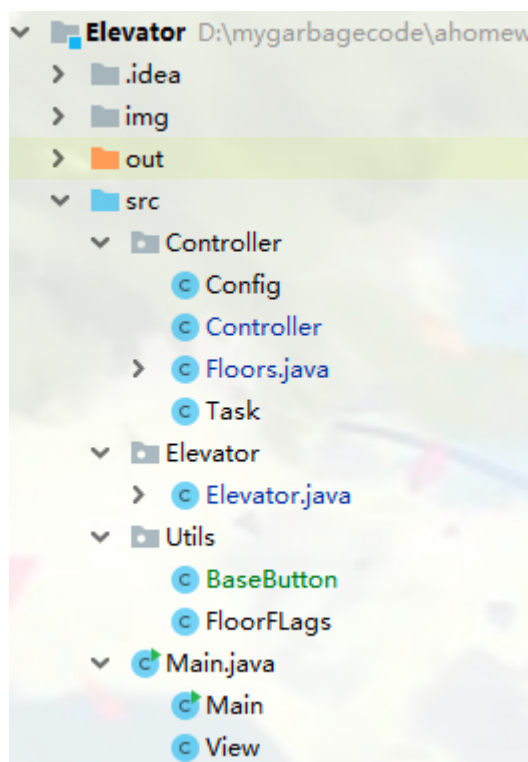 Elevator D:\mygarbagecode\ahomew
.idea
img
out
src
Controller
Config
Controller
Floors.java
Task
Elevator
Elevator.java
Utils
BaseButton
FloorFLags
Main.java
Main
View